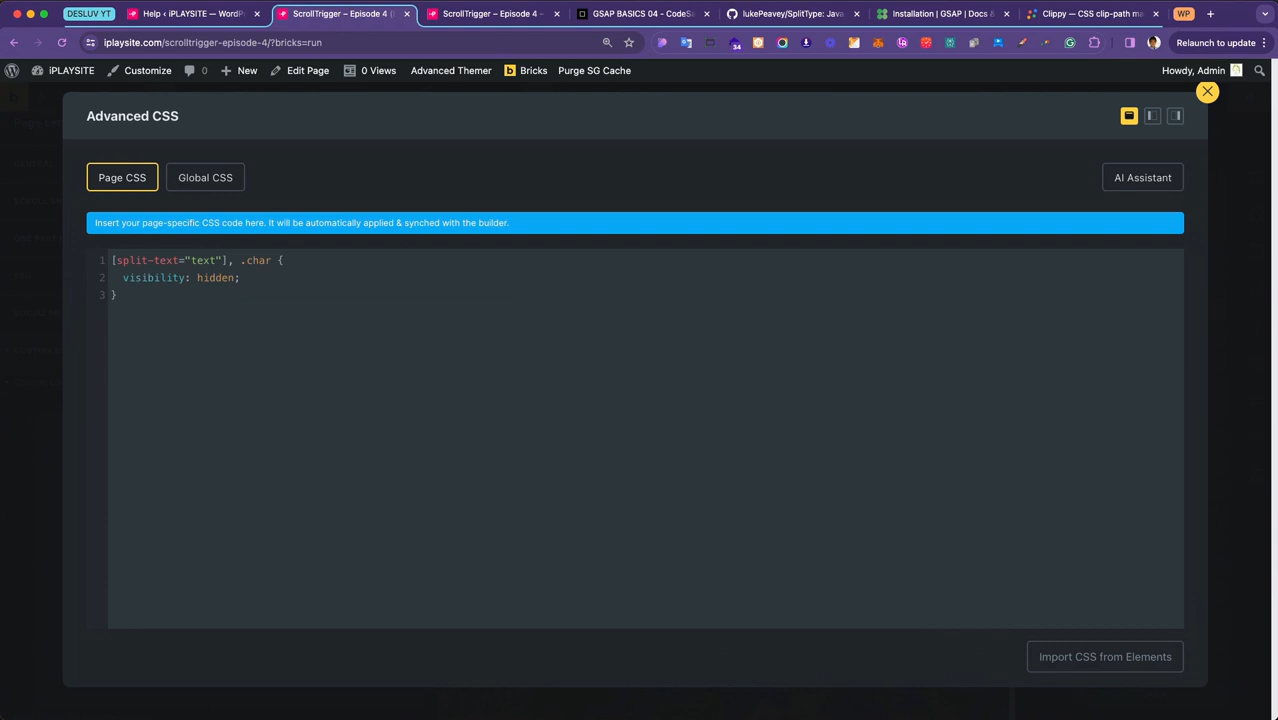 DESLUV YT
Help ‹ iPLAYSITE — WordP
ScrollTrigger – Episode 4 (
ScrollTrigger – Episode 4 –
GSAP BASICS 04 - CodeSa
lukePeavey/SplitType: Java
Installation | GSAP | Docs &
Clippy — CSS clip-path ma
WP
iplaysite.com/scrolltrigger-episode-4/?bricks=run
34
Relaunch to update
iPLAYSITE
Customize
0
New
Edit Page
0 Views
Advanced Themer
Bricks
Purge SG Cache
Howdy, Admin
Advanced CSS
Page CSS
Global CSS
AI Assistant
Insert your page-specific CSS code here. It will be automatically applied & synched with the builder.
1 [split-text="text"], .char {
2 visibility: hidden;
3 }
Import CSS from Elements